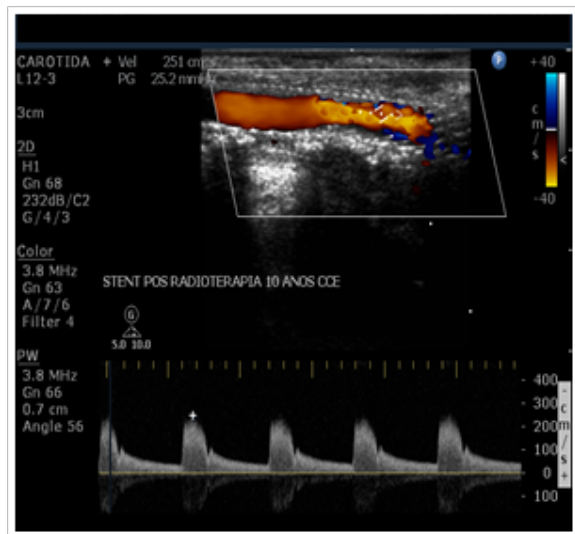 CAROTIDA
L12-3
+ Vel 251 cm/s
PG 25.2 mmHg
P
3cm
2D
H1
Gn 68
232dB/C2
G/4/3
Color
3.8 MHz
Gn 63
A/7/6
Filter 4
PW
3.8 MHz
Gn 66
0.7 cm
Angle 56
+40
c
m
/
s
-40
STENT POS RADIOTERAPIA 10 ANOS CCE
G
5.0 10.0
400
300
200
100
0
100
-
c
m
/
s
+